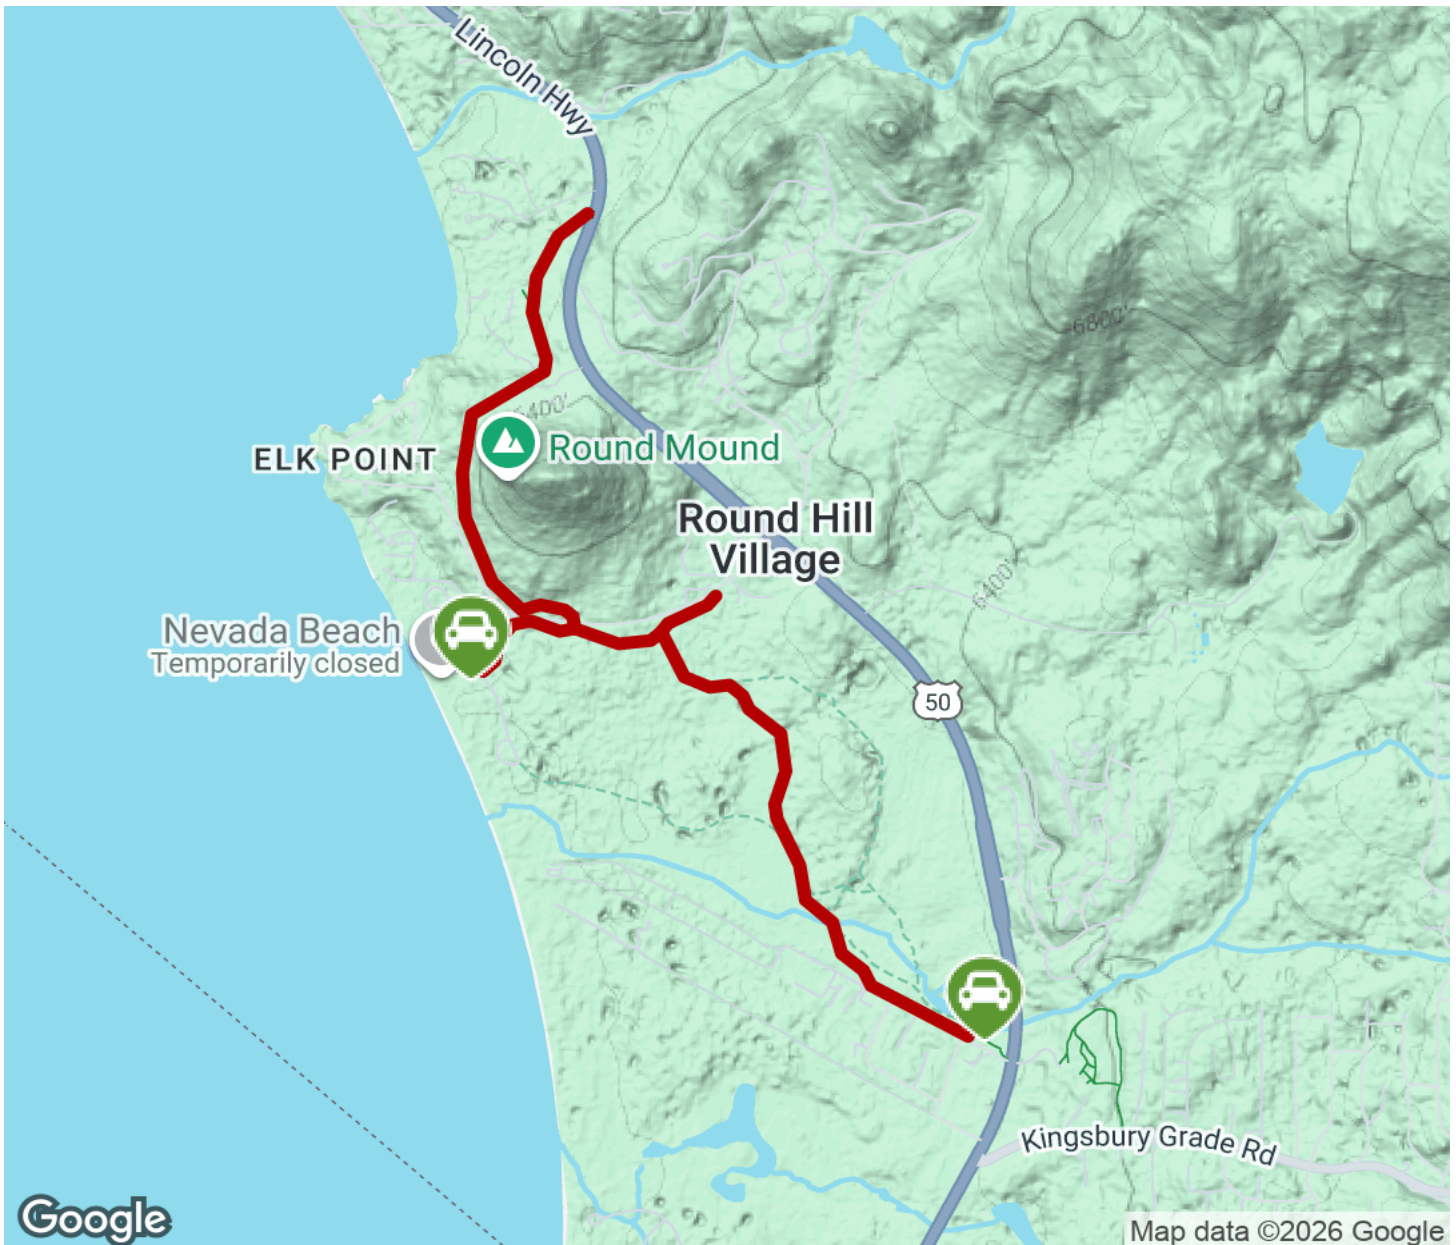 Lincoln Hwy
6800'
6400'
ELK POINT
Round Mound
Round Hill
Village
6400'
Nevada Beach
Temporarily closed
50
Kingsbury Grade Rd
Google
Map data ©2026 Google